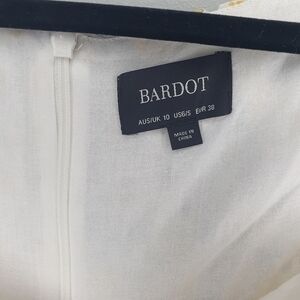 BARDOT
AUS/UK 10 US6/S EUR 38
MADE IN
CHINA